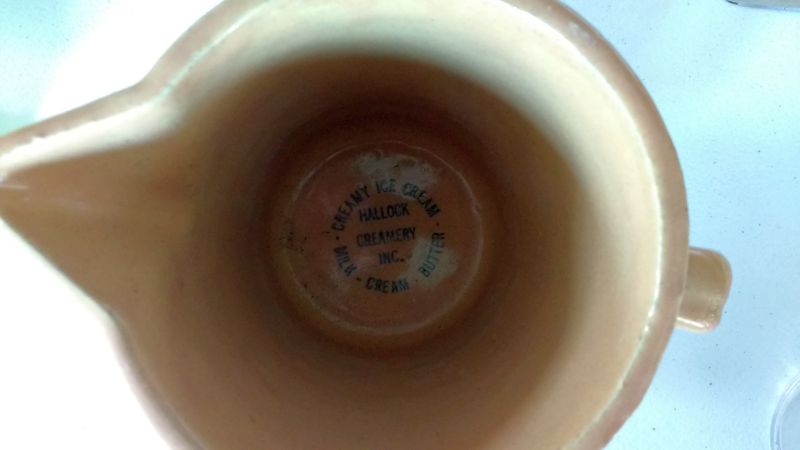 · CREAMY ICE CREAM ·
HALLOCK
CREAMERY
INC.
MILK - CREAM · BUTTER